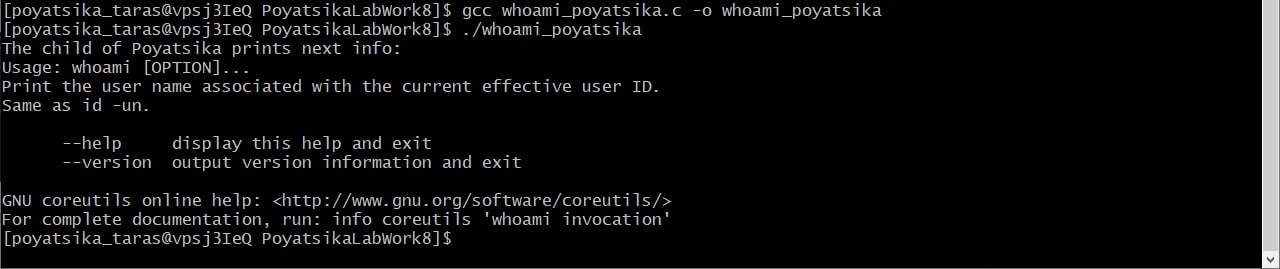 [poyatsika_taras@vpsj3IeQ PoyatsikaLabWork8]$ gcc whoami_poyatsika.c -o whoami_poyatsika
[poyatsika_taras@vpsj3IeQ PoyatsikaLabWork8]$ ./whoami_poyatsika
The child of Poyatsika prints next info:
Usage: whoami [OPTION]...
Print the user name associated with the current effective user ID.
Same as id -un.
--help     display this help and exit
--version  output version information and exit
GNU coreutils online help: <http://www.gnu.org/software/coreutils/>
For complete documentation, run: info coreutils 'whoami invocation'
[poyatsika_taras@vpsj3IeQ PoyatsikaLabWork8]$